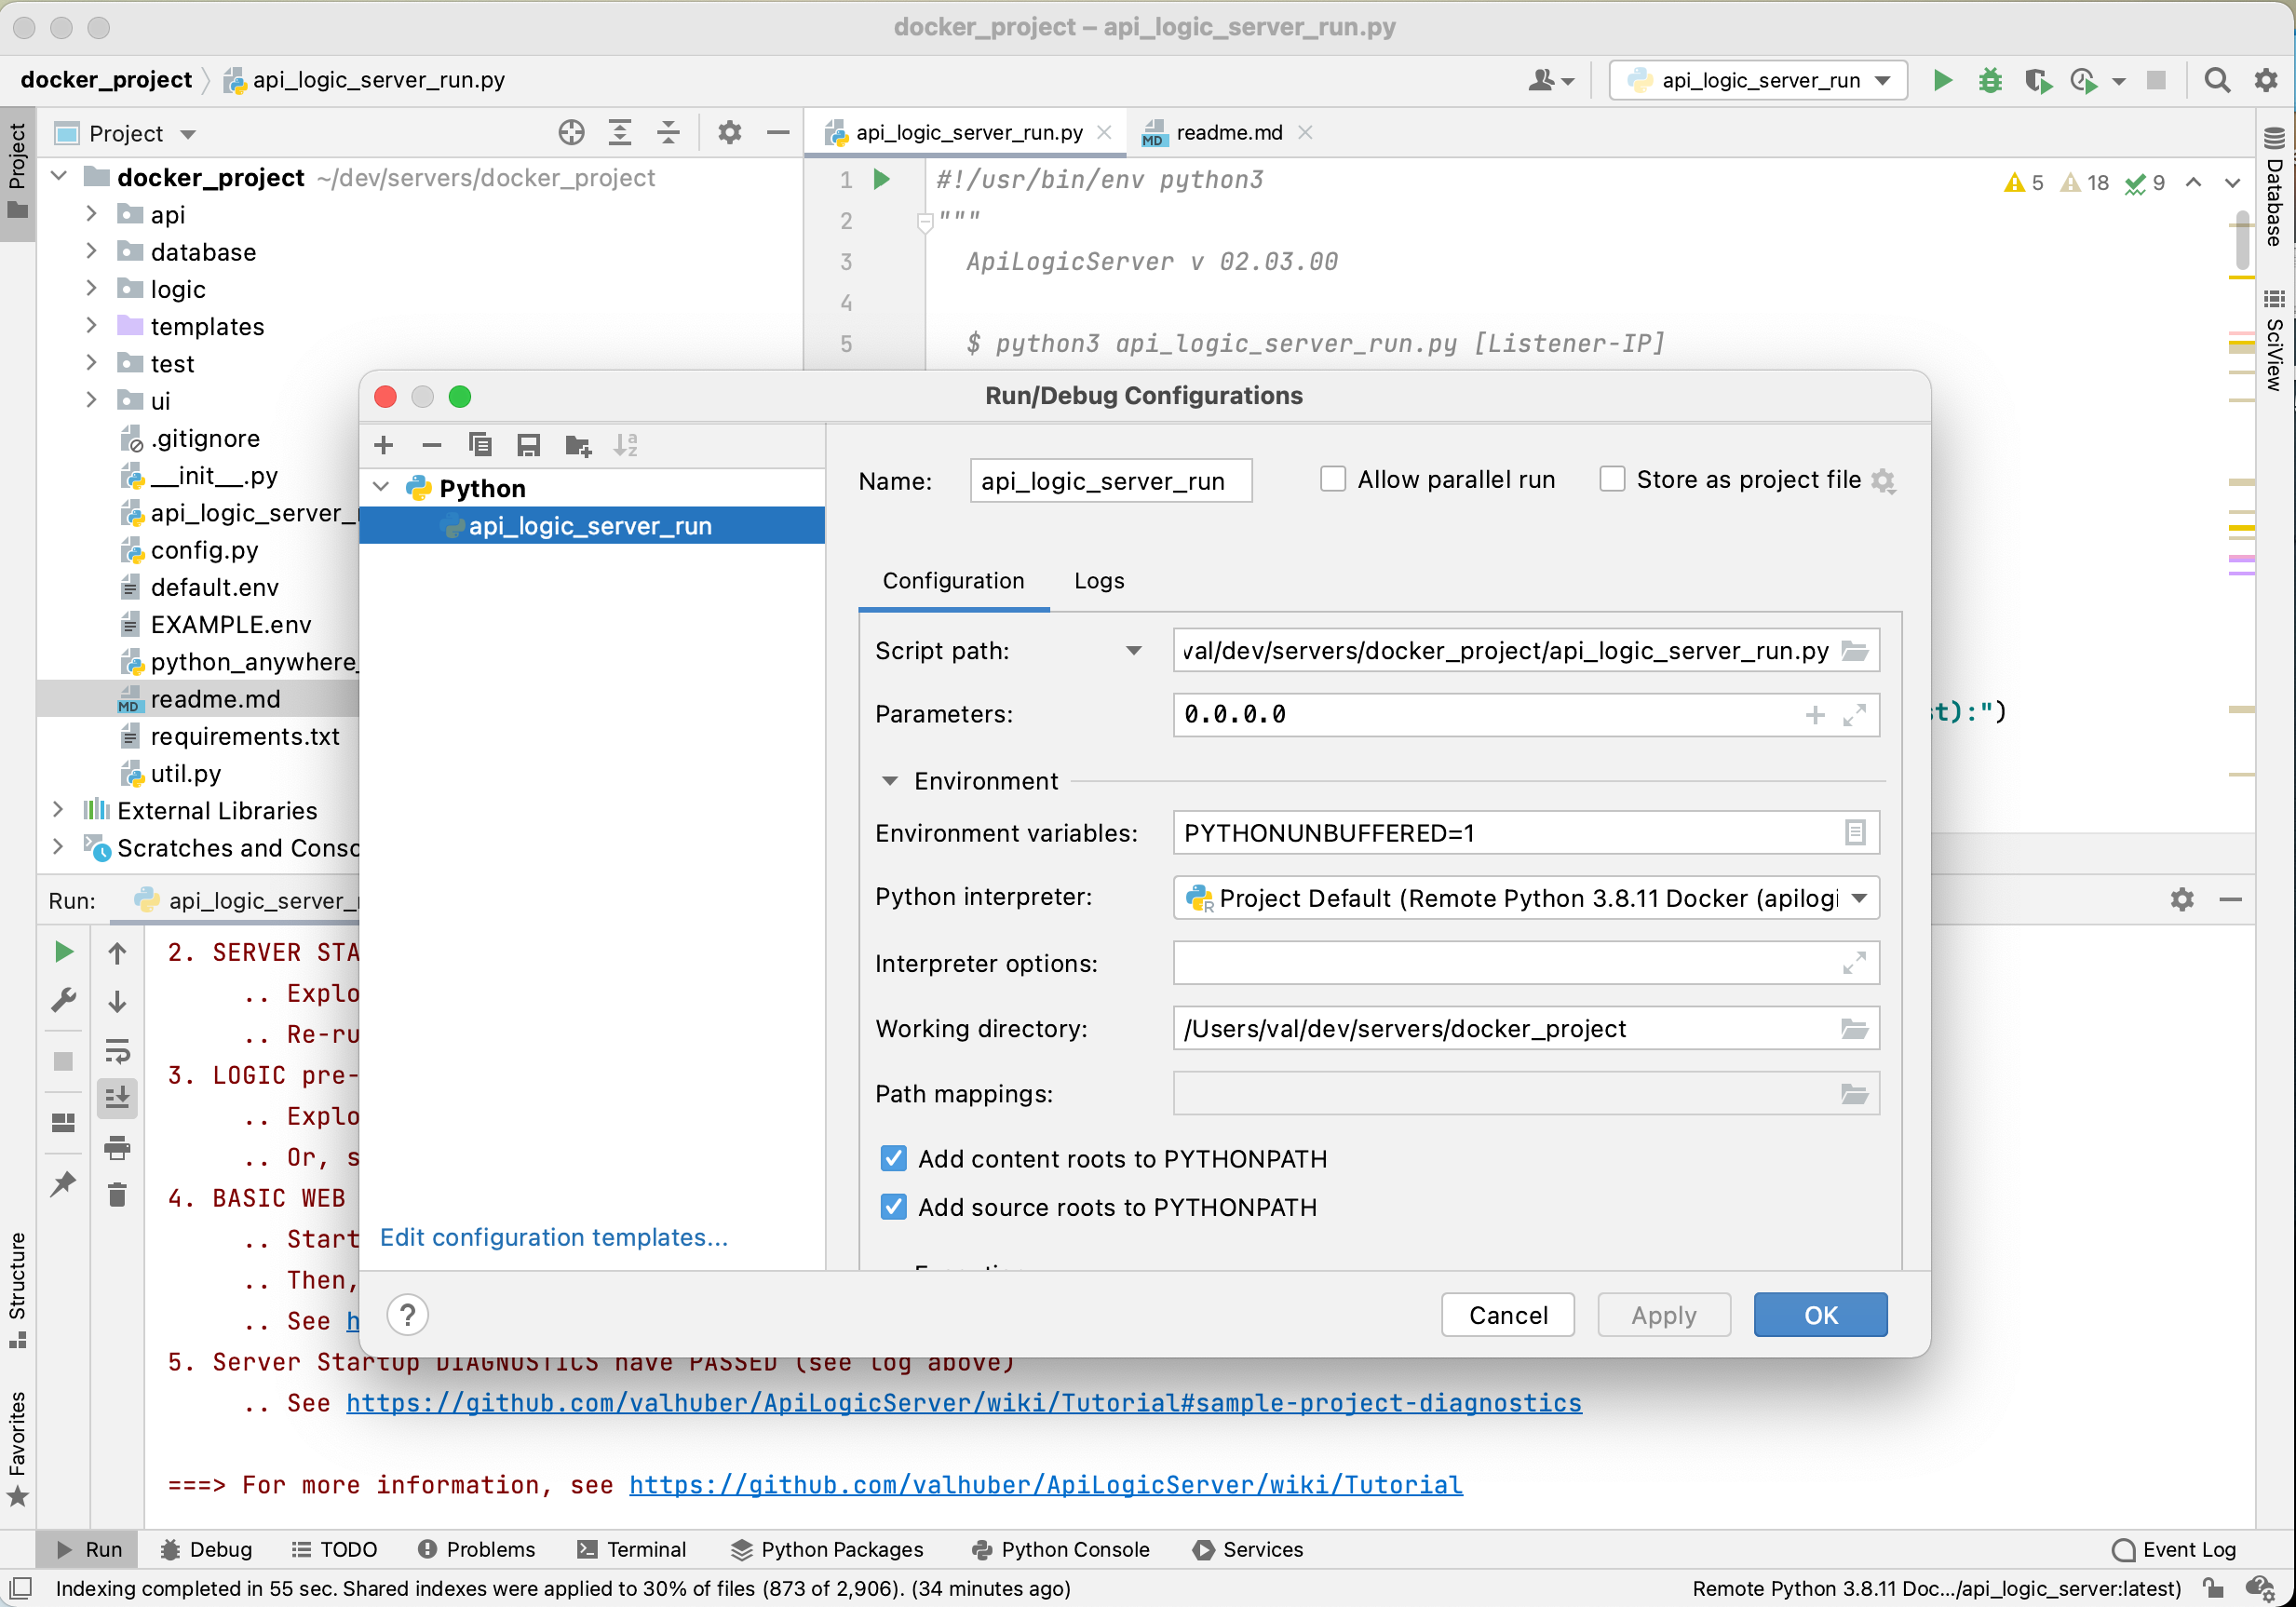 docker_project – api_logic_server_run.py
docker_project
api_logic_server_run.py
api_logic_server_run
Project
Project
api_logic_server_run.py
readme.md
docker_project ~/dev/servers/docker_project
api
database
logic
templates
test
ui
.gitignore
__init__.py
api_logic_server_
config.py
default.env
EXAMPLE.env
python_anywhere_
MD readme.md
requirements.txt
util.py
External Libraries
Scratches and Conso
1 #!/usr/bin/env python3
2 """
3 ApiLogicServer v 02.03.00
4
5 $ python3 api_logic_server_run.py [Listener-IP]
5 18 9
t):")
Database
SciView
Run/Debug Configurations
Python
api_logic_server_run
Edit configuration templates...
Name: api_logic_server_run
Allow parallel run
Store as project file
Configuration
Logs
Script path: val/dev/servers/docker_project/api_logic_server_run.py
Parameters: 0.0.0.0
Environment
Environment variables: PYTHONUNBUFFERED=1
Python interpreter: Project Default (Remote Python 3.8.11 Docker (apilogi
Interpreter options:
Working directory: /Users/val/dev/servers/docker_project
Path mappings:
Add content roots to PYTHONPATH
Add source roots to PYTHONPATH
?
Cancel
Apply
OK
Run: api_logic_server_
2. SERVER STA
.. Explo
.. Re-ru
3. LOGIC pre-
.. Explo
.. Or, s
4. BASIC WEB
.. Start
.. Then,
.. See h
5. Server Startup DIAGNOSTICS have PASSED (see log above)
.. See https://github.com/valhuber/ApiLogicServer/wiki/Tutorial#sample-project-diagnostics
===> For more information, see https://github.com/valhuber/ApiLogicServer/wiki/Tutorial
Structure
Favorites
Run
Debug
TODO
Problems
Terminal
Python Packages
Python Console
Services
Event Log
Indexing completed in 55 sec. Shared indexes were applied to 30% of files (873 of 2,906). (34 minutes ago)
Remote Python 3.8.11 Doc.../api_logic_server:latest)